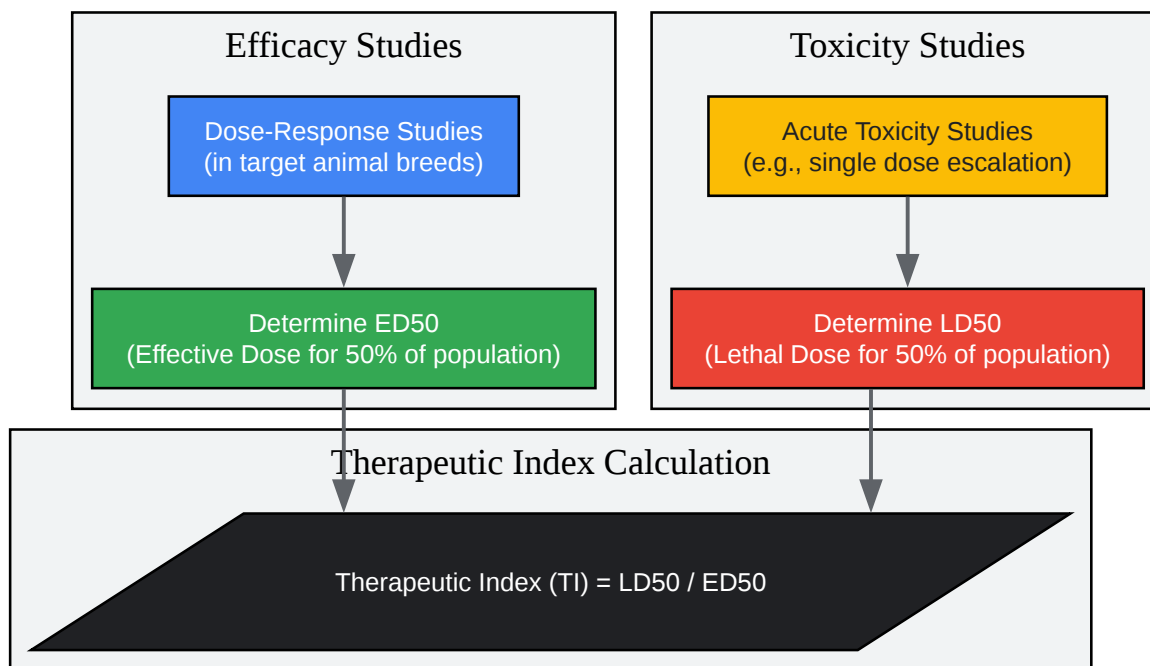 Efficacy Studies
Dose-Response Studies
(in target animal breeds)
Determine ED50
(Effective Dose for 50% of population)
Toxicity Studies
Acute Toxicity Studies
(e.g., single dose escalation)
Determine LD50
(Lethal Dose for 50% of population)
Therapeutic Index Calculation
Therapeutic Index (TI) = LD50 / ED50